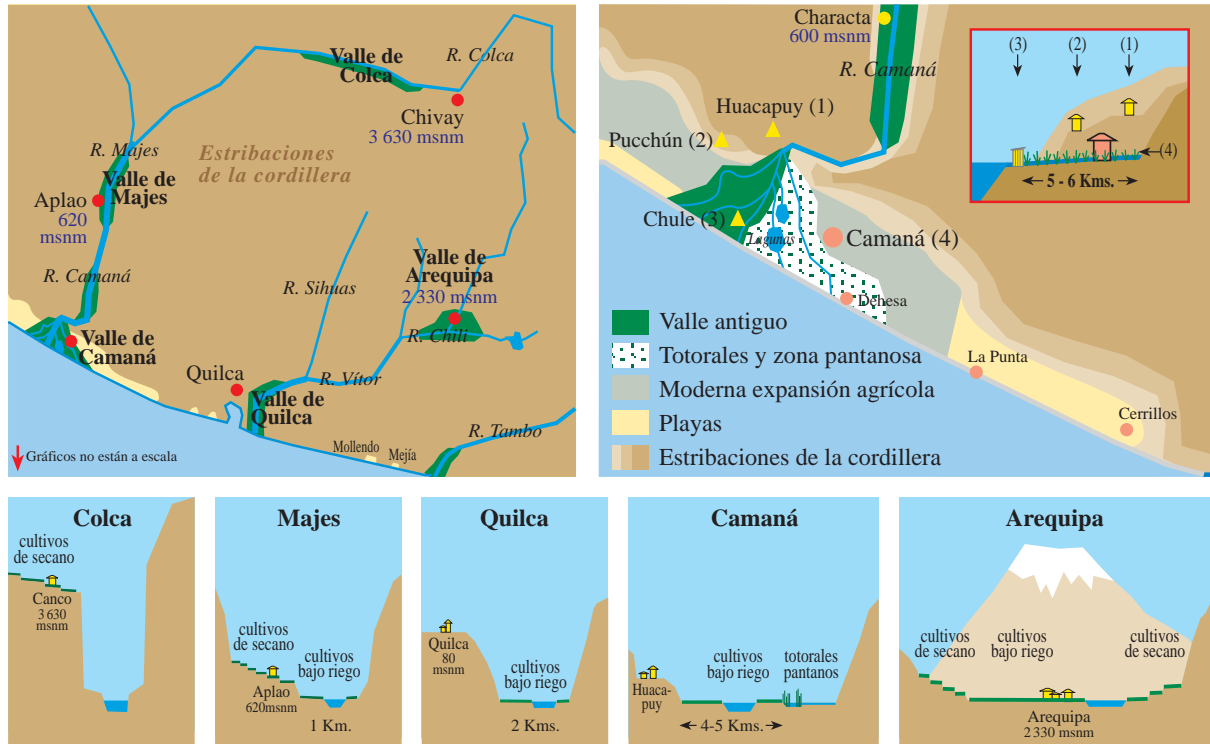 Valle de
Colca
R. Colca
Chivay
3 630 msnm
R. Majes
Estribaciones
de la cordillera
Valle de
Majes
Aplao
620
msnm
R. Camaná
R. Sihuas
Valle de
Arequipa
2 330 msnm
R. Chili
Valle de
Camaná
Quilca
R. Vítor
Valle de
Quilca
R. Tambo
Mollendo
Mejía
Gráficos no están a escala
Characta
600 msnm
R. Camaná
Huacapuy (1)
Pucchún (2)
Chule (3)
Lagunas
Camaná (4)
Dehesa
La Punta
Cerrillos
(3)
(2)
(1)
(4)
5 - 6 Kms.
Valle antiguo
Totorales y zona pantanosa
Moderna expansión agrícola
Playas
Estribaciones de la cordillera
Colca
cultivos
de secano
Canco
3 630
msnm
Majes
cultivos
de secano
cultivos
bajo riego
Aplao
620msnm
1 Km.
Quilca
Quilca
80
msnm
cultivos
bajo riego
2 Kms.
Camaná
cultivos
bajo riego
totorales
pantanos
Huaca-
puy
4-5 Kms.
Arequipa
cultivos
de secano
cultivos
bajo riego
cultivos
de secano
Arequipa
2 330 msnm